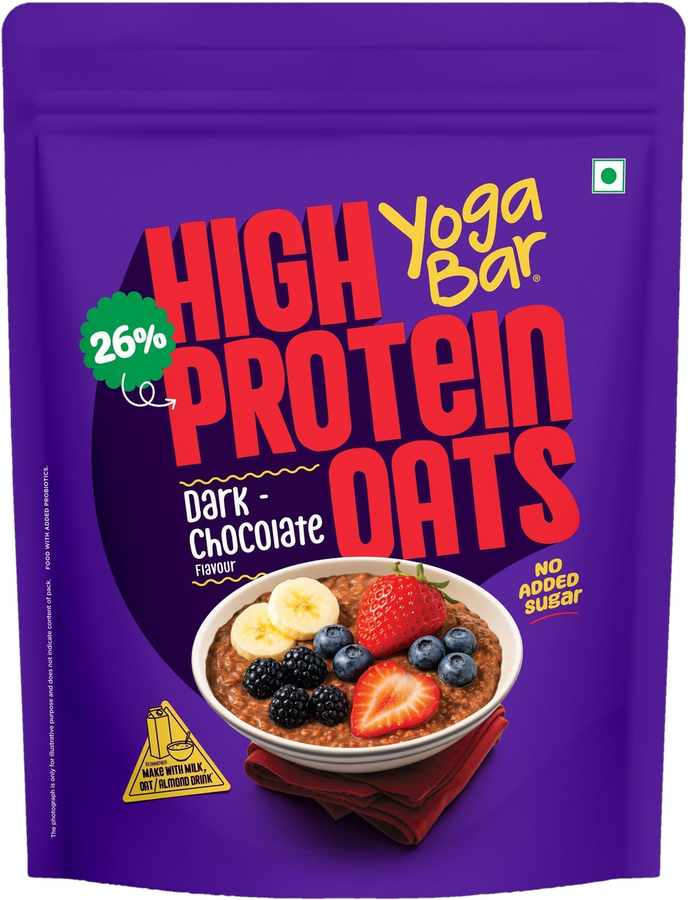 Yoga
Bar®
HIGH
PROTEIN
OATS
26%
Dark -
Chocolate
Flavour
NO
ADDED
Sugar
MAKE WITH MILK,
OAT/ALMOND DRINK
The photograph is only for illustrative purpose and does not indicate content of pack. FOOD WITH ADDED PROBIOTICS.